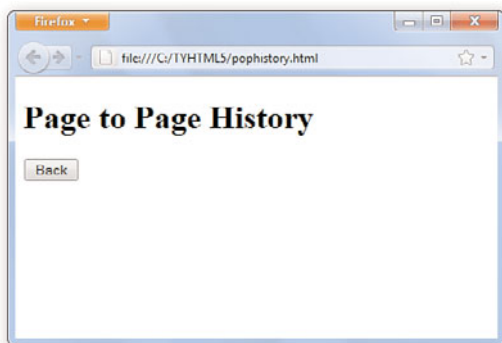 Firefox
file:///C:/TYHTML5/pophistory.html
Page to Page History
Back